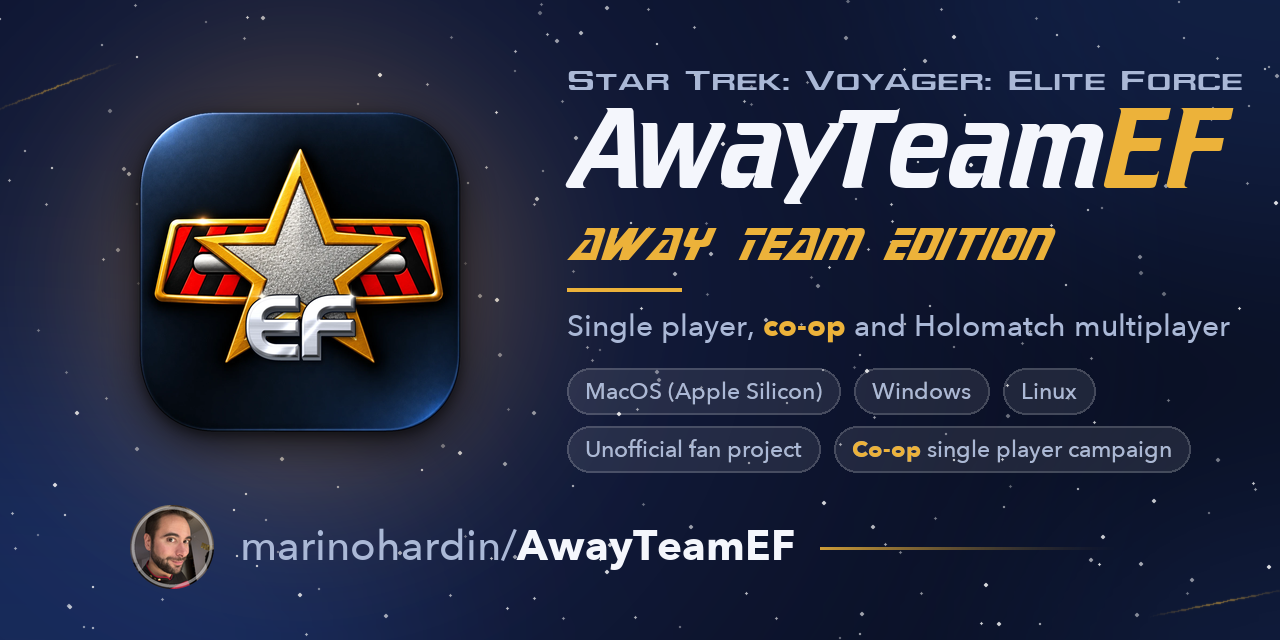 EF
STAR TREK: VOYAGER: ELITE FORCE
AwayTeamEF
AWAY TEAM EDITION
Single player, co-op and Holomatch multiplayer
MacOS (Apple Silicon) Windows Linux
Unofficial fan project Co-op single player campaign
marinohardin/AwayTeamEF